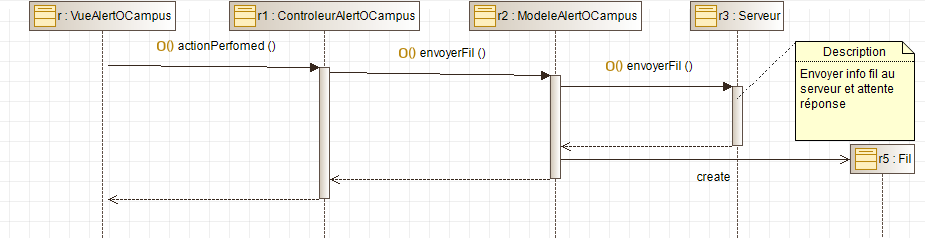 r : VueAlertOCampus
r1 : ControleurAlertOCampus
r2 : ModeleAlertOCampus
r3 : Serveur
O() actionPerfomed ()
O() envoyerFil ()
O() envoyerFil ()
Description
Envoyer info fil au
serveur et attente
réponse
r5 : Fil
create